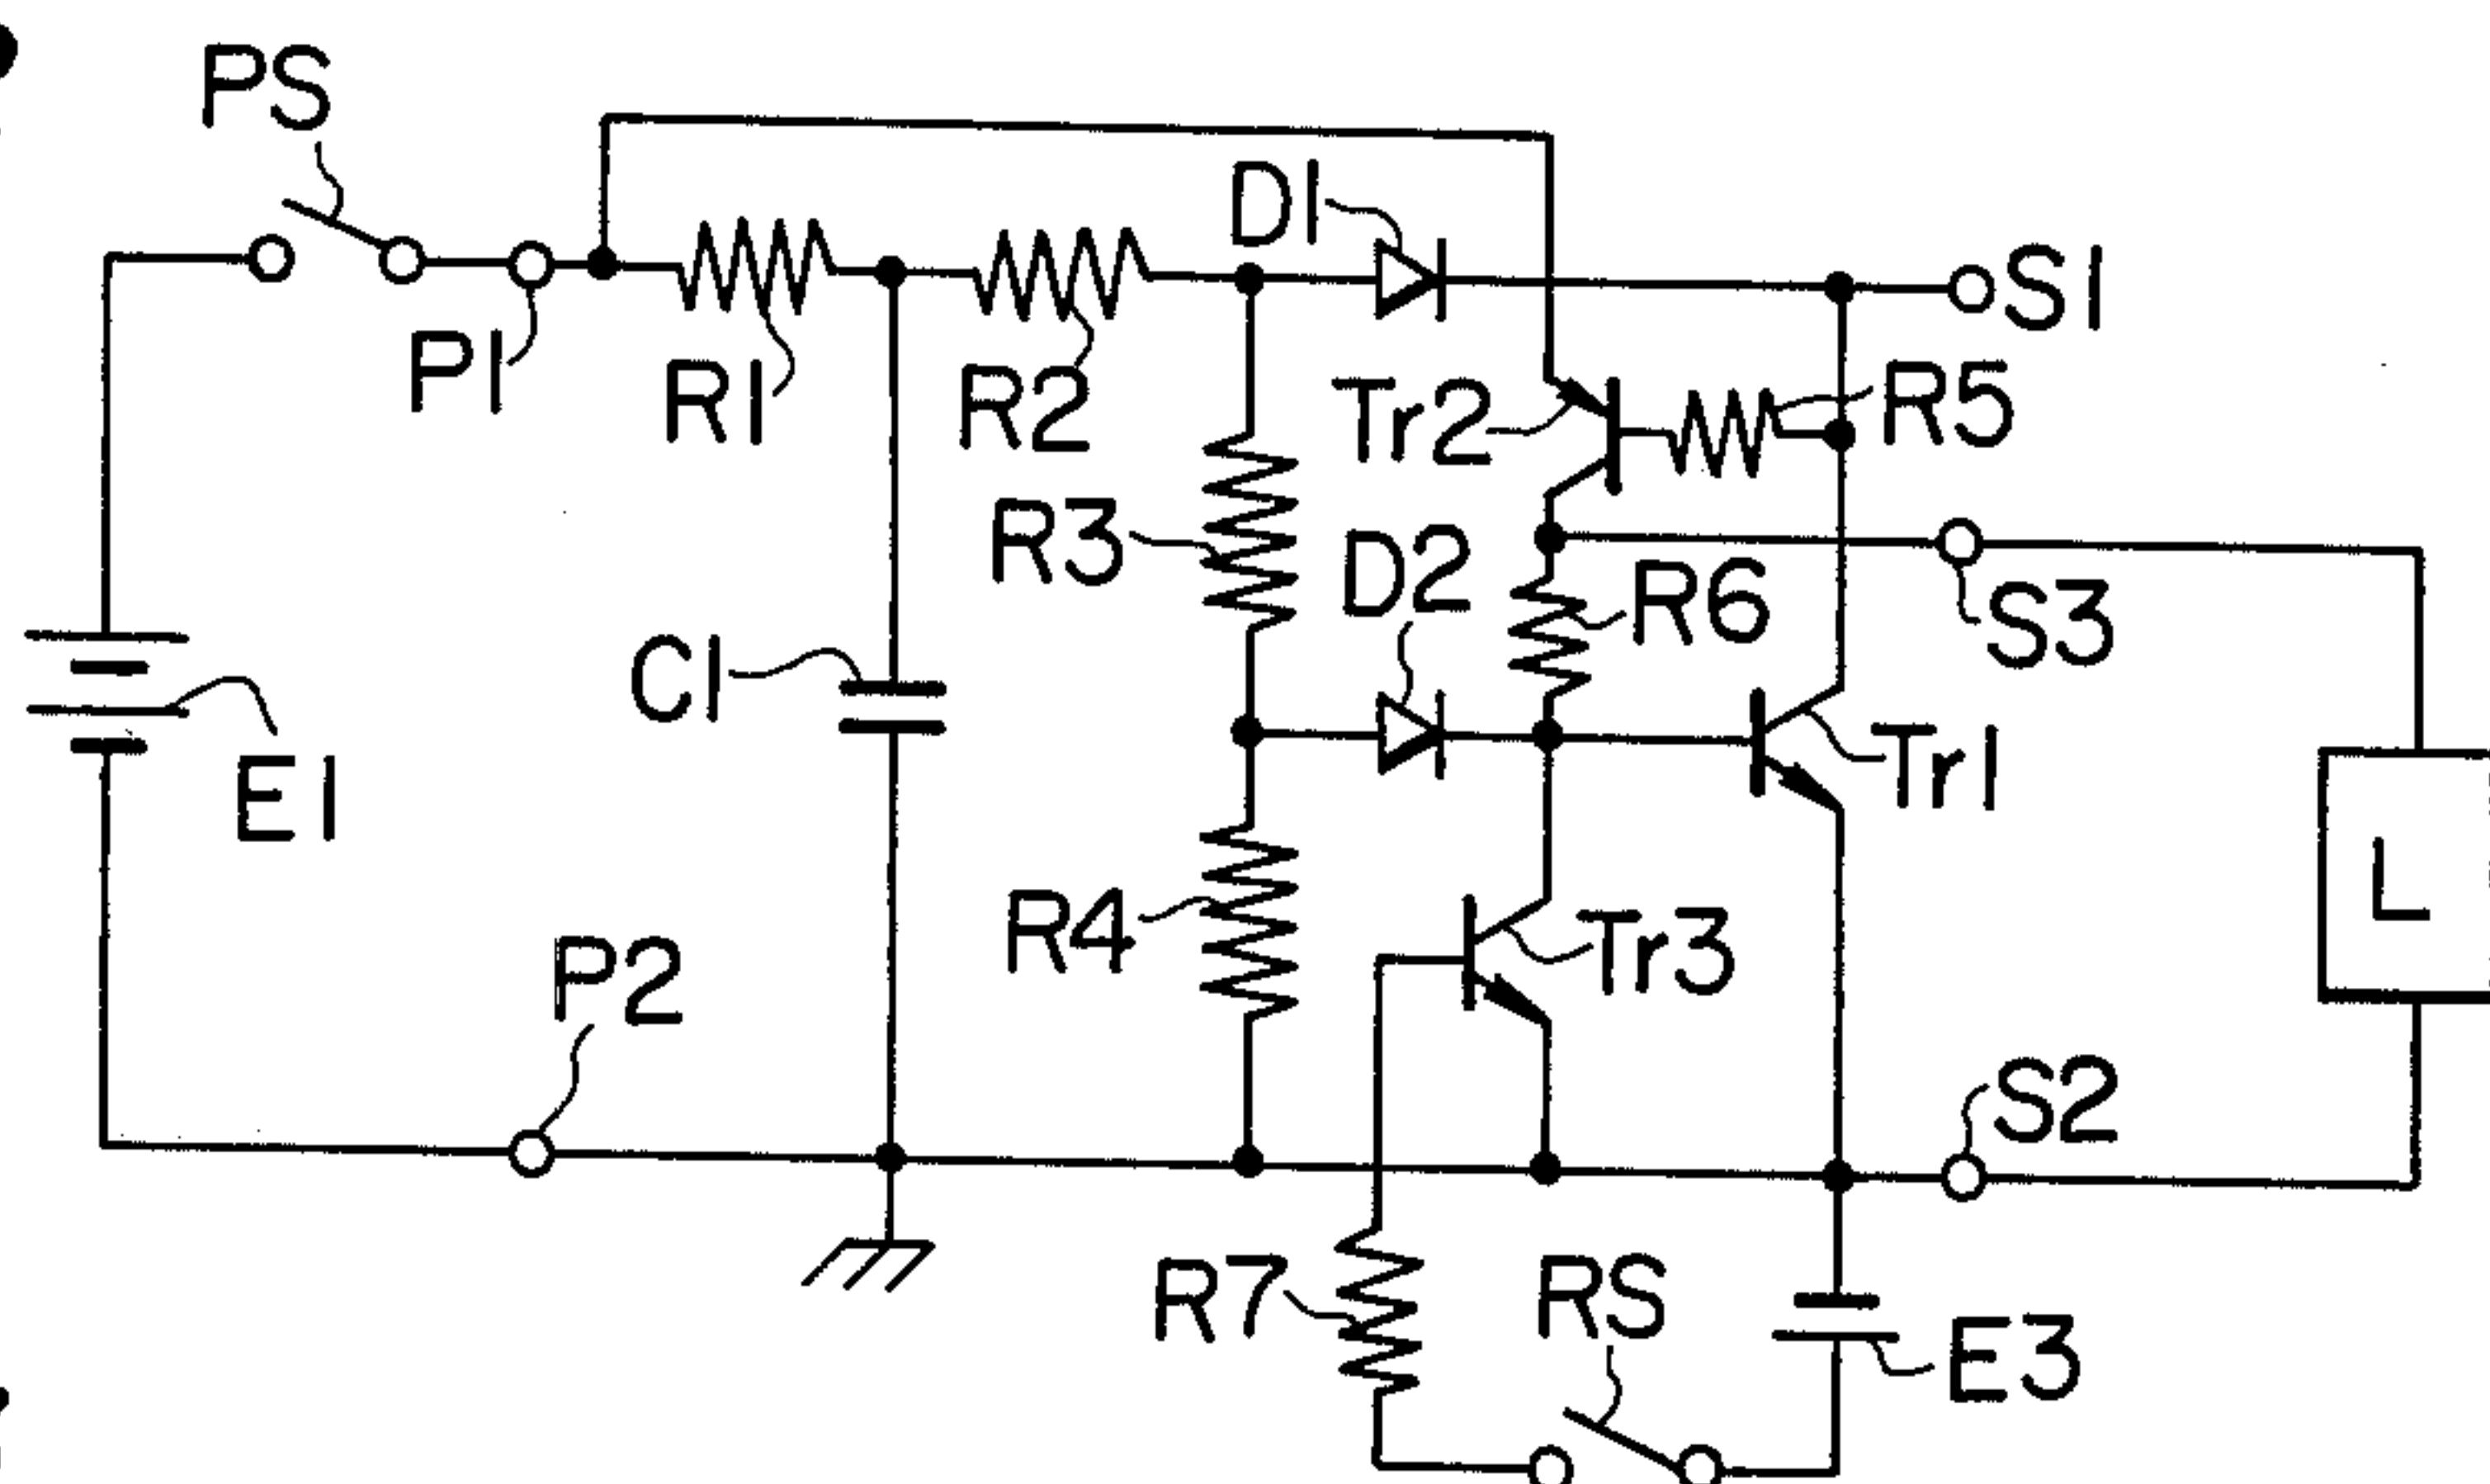 PS
D1
S1
P1
R1
R2
Tr2
R5
R3
D2
R6
S3
C1
E1
Tr1
L
R4
Tr3
P2
S2
R7
RS
E3